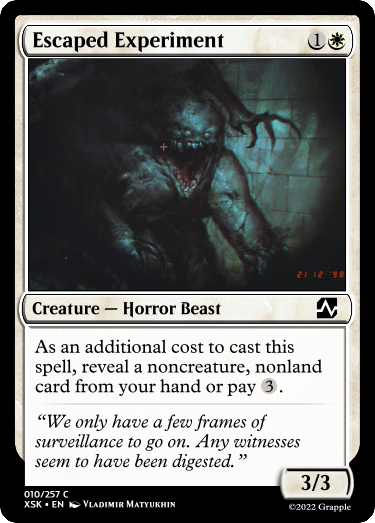 Escaped Experiment 1
21 12 '98
Creature — Horror Beast
As an additional cost to cast this
spell, reveal a noncreature, nonland
card from your hand or pay 3.
“We only have a few frames of
surveillance to go on. Any witnesses
seem to have been digested.”
3/3
010/257 C
XSK • EN Vladimir Matyukhin
©2022 Grapple